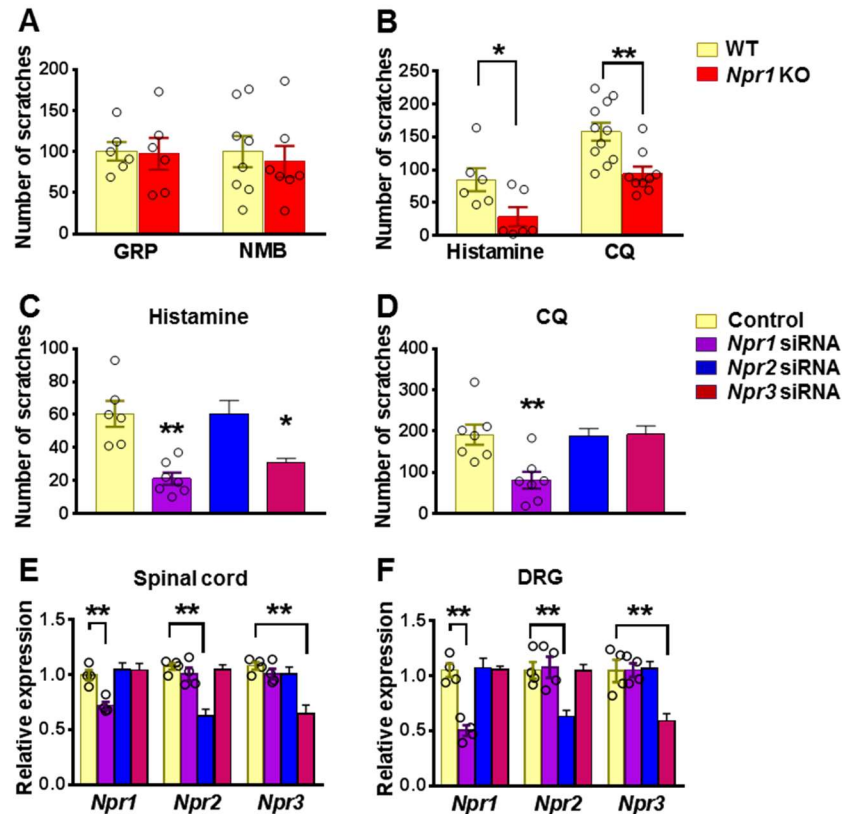 A
Number of scratches
200
150
100
50
0
GRP NMB
B
Number of scratches
250
200
150
100
50
0
* **
Histamine CQ
WT
Npr1 KO
C
Histamine
Number of scratches
100
80
60
40
20
0
** *
D
CQ
Number of scratches
400
300
200
100
0
**
Control
Npr1 siRNA
Npr2 siRNA
Npr3 siRNA
E
Spinal cord
Relative expression
1.5
1.0
0.5
0.0
** ** **
Npr1 Npr2 Npr3
F
DRG
Relative expression
1.5
1.0
0.5
0.0
** ** **
Npr1 Npr2 Npr3